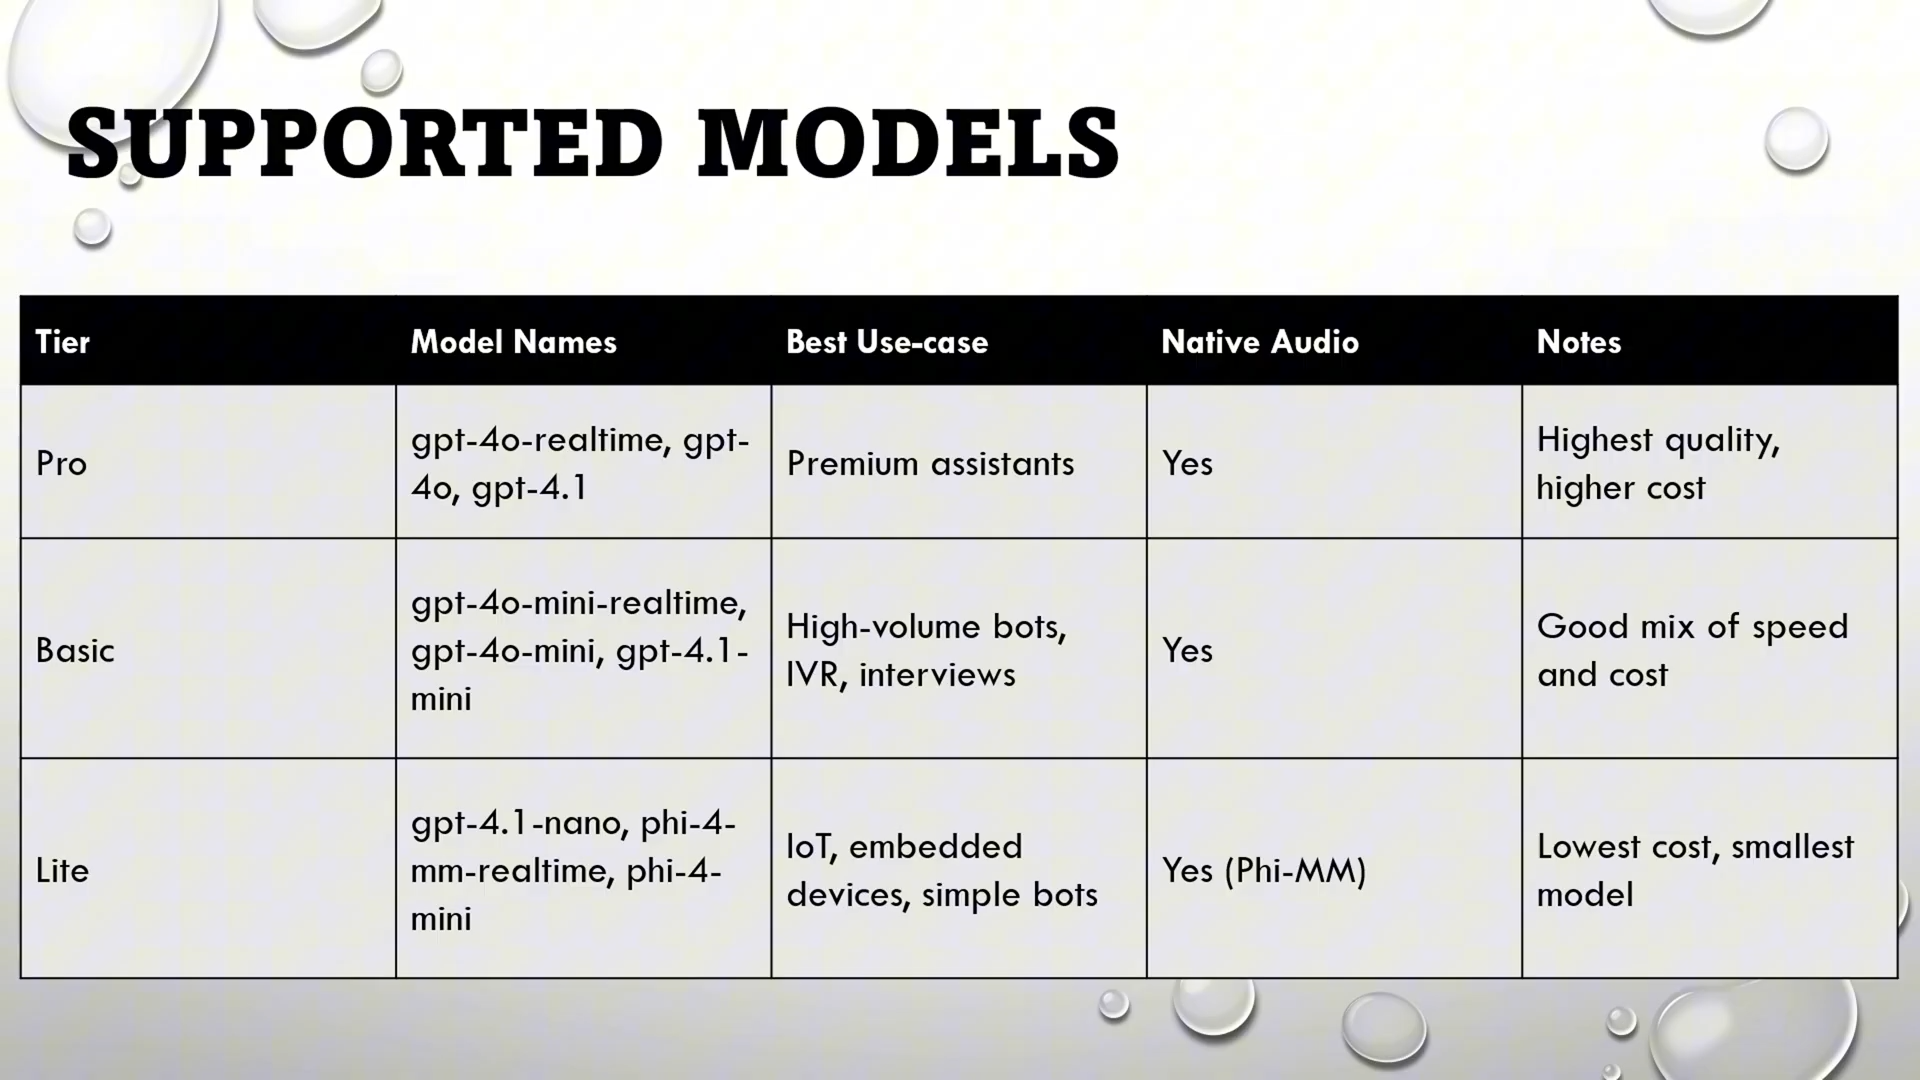 SUPPORTED MODELS
Tier Model Names Best Use-case Native Audio Notes
Pro
gpt-4o-realtime, gpt-
4o, gpt-4.1
Premium assistants
Yes
Highest quality,
higher cost
Basic
gpt-4o-mini-realtime,
gpt-4o-mini, gpt-4.1-
mini
High-volume bots,
IVR, interviews
Yes
Good mix of speed
and cost
Lite
gpt-4.1-nano, phi-4-
mm-realtime, phi-4-
mini
IoT, embedded
devices, simple bots
Yes (Phi-MM)
Lowest cost, smallest
model